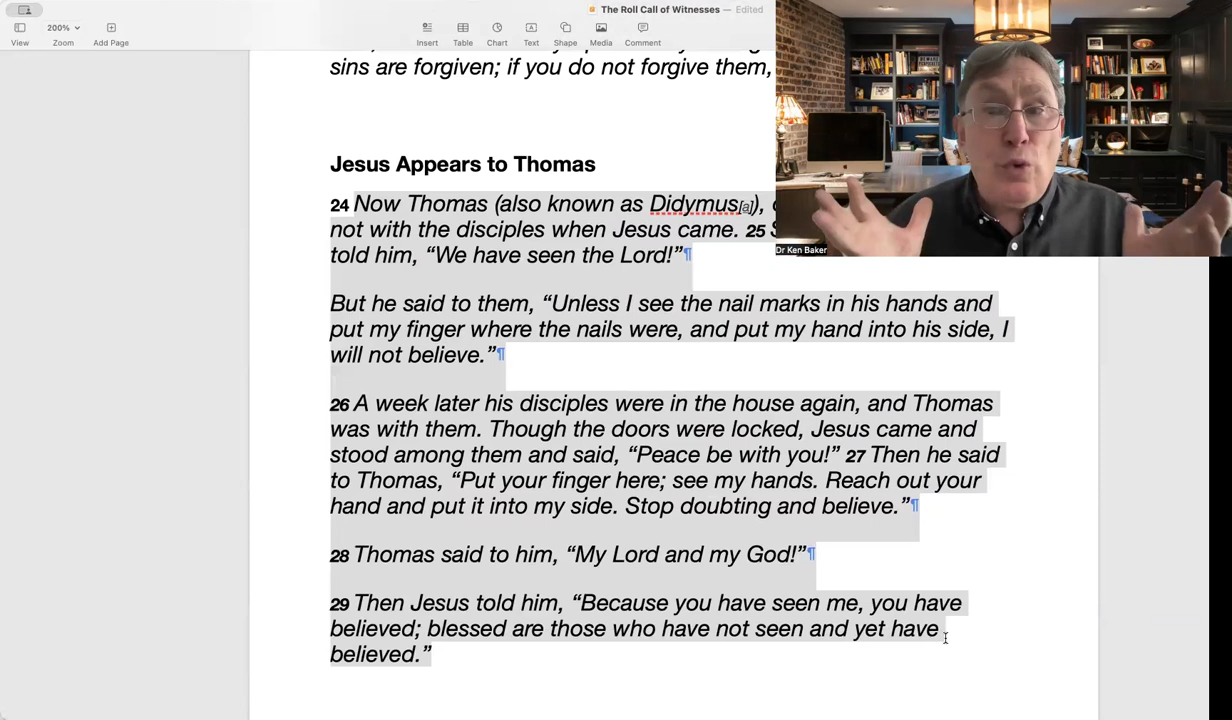 The Roll Call of Witnesses — Edited
200%
View
Zoom
Add Page
Insert
Table
Chart
Text
Shape
Media
Comment
sins are forgiven; if you do not forgive them,
Jesus Appears to Thomas
24 Now Thomas (also known as Didymus[a]),
not with the disciples when Jesus came. 25
told him, “We have seen the Lord!”¶
But he said to them, “Unless I see the nail marks in his hands and
put my finger where the nails were, and put my hand into his side, I
will not believe.”¶
26 A week later his disciples were in the house again, and Thomas
was with them. Though the doors were locked, Jesus came and
stood among them and said, “Peace be with you!” 27 Then he said
to Thomas, “Put your finger here; see my hands. Reach out your
hand and put it into my side. Stop doubting and believe.”¶
28 Thomas said to him, “My Lord and my God!”¶
29 Then Jesus told him, “Because you have seen me, you have
believed; blessed are those who have not seen and yet have
believed.”
Dr Ken Baker